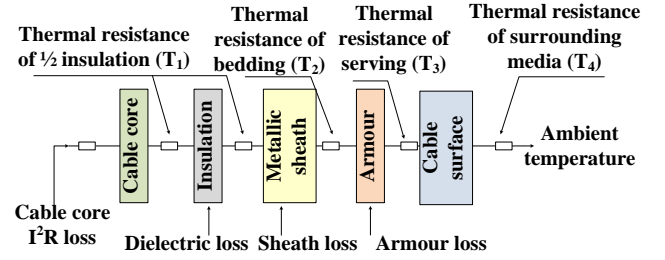 Thermal resistance
of ½ insulation (T₁)
Thermal
resistance of
bedding (T₂)
Thermal
resistance of
serving (T₃)
Thermal resistance
of surrounding
media (T₄)
Cable core
Insulation
Metallic
sheath
Armour
Cable
surface
Ambient
temperature
Cable core
I²R loss
Dielectric loss
Sheath loss
Armour loss